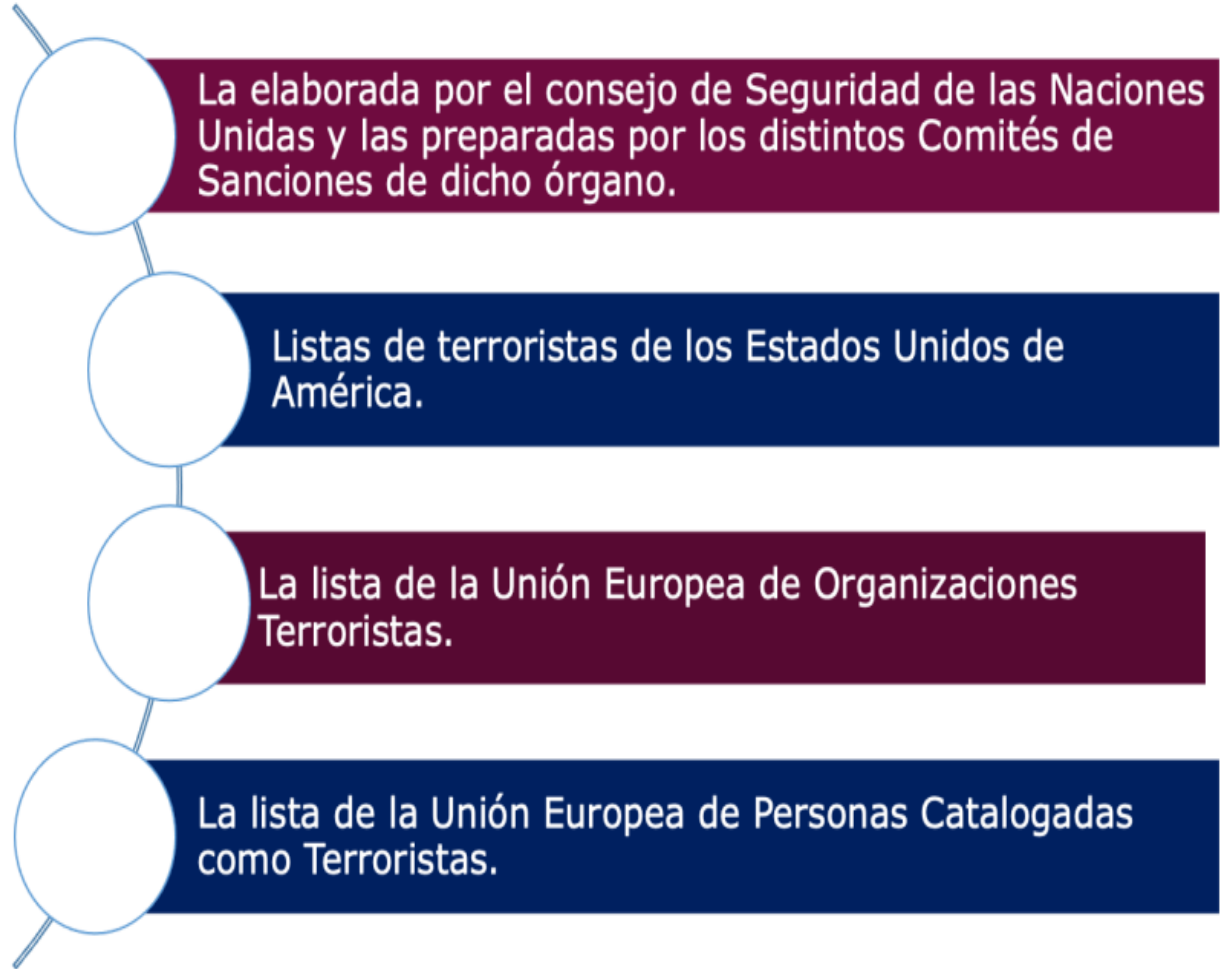 La elaborada por el consejo de Seguridad de las Naciones
Unidas y las preparadas por los distintos Comités de
Sanciones de dicho órgano.
Listas de terroristas de los Estados Unidos de
América.
La lista de la Unión Europea de Organizaciones
Terroristas.
La lista de la Unión Europea de Personas Catalogadas
como Terroristas.